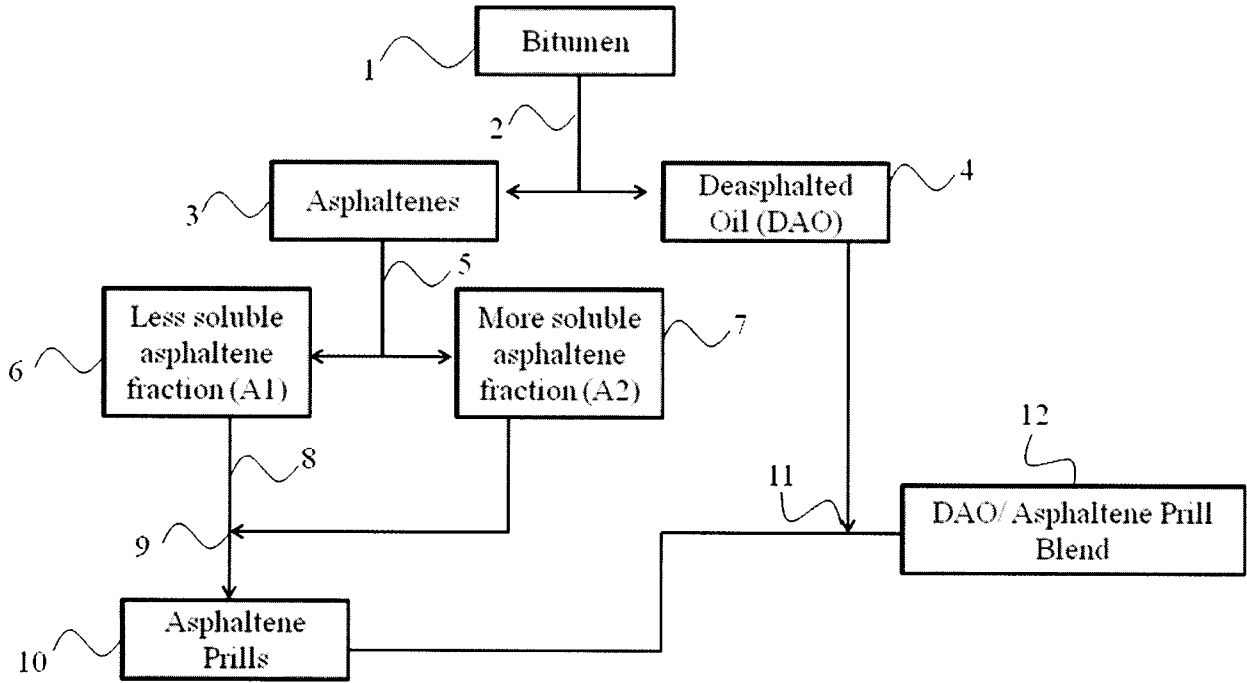 Bitumen
1
2
Asphaltenes
3
Deasphalted
Oil (DAO)
4
5
Less soluble
asphaltene
fraction (A1)
6
More soluble
asphaltene
fraction (A2)
7
8
9
11
12
DAO/ Asphaltene Prill
Blend
Asphaltene
Prills
10